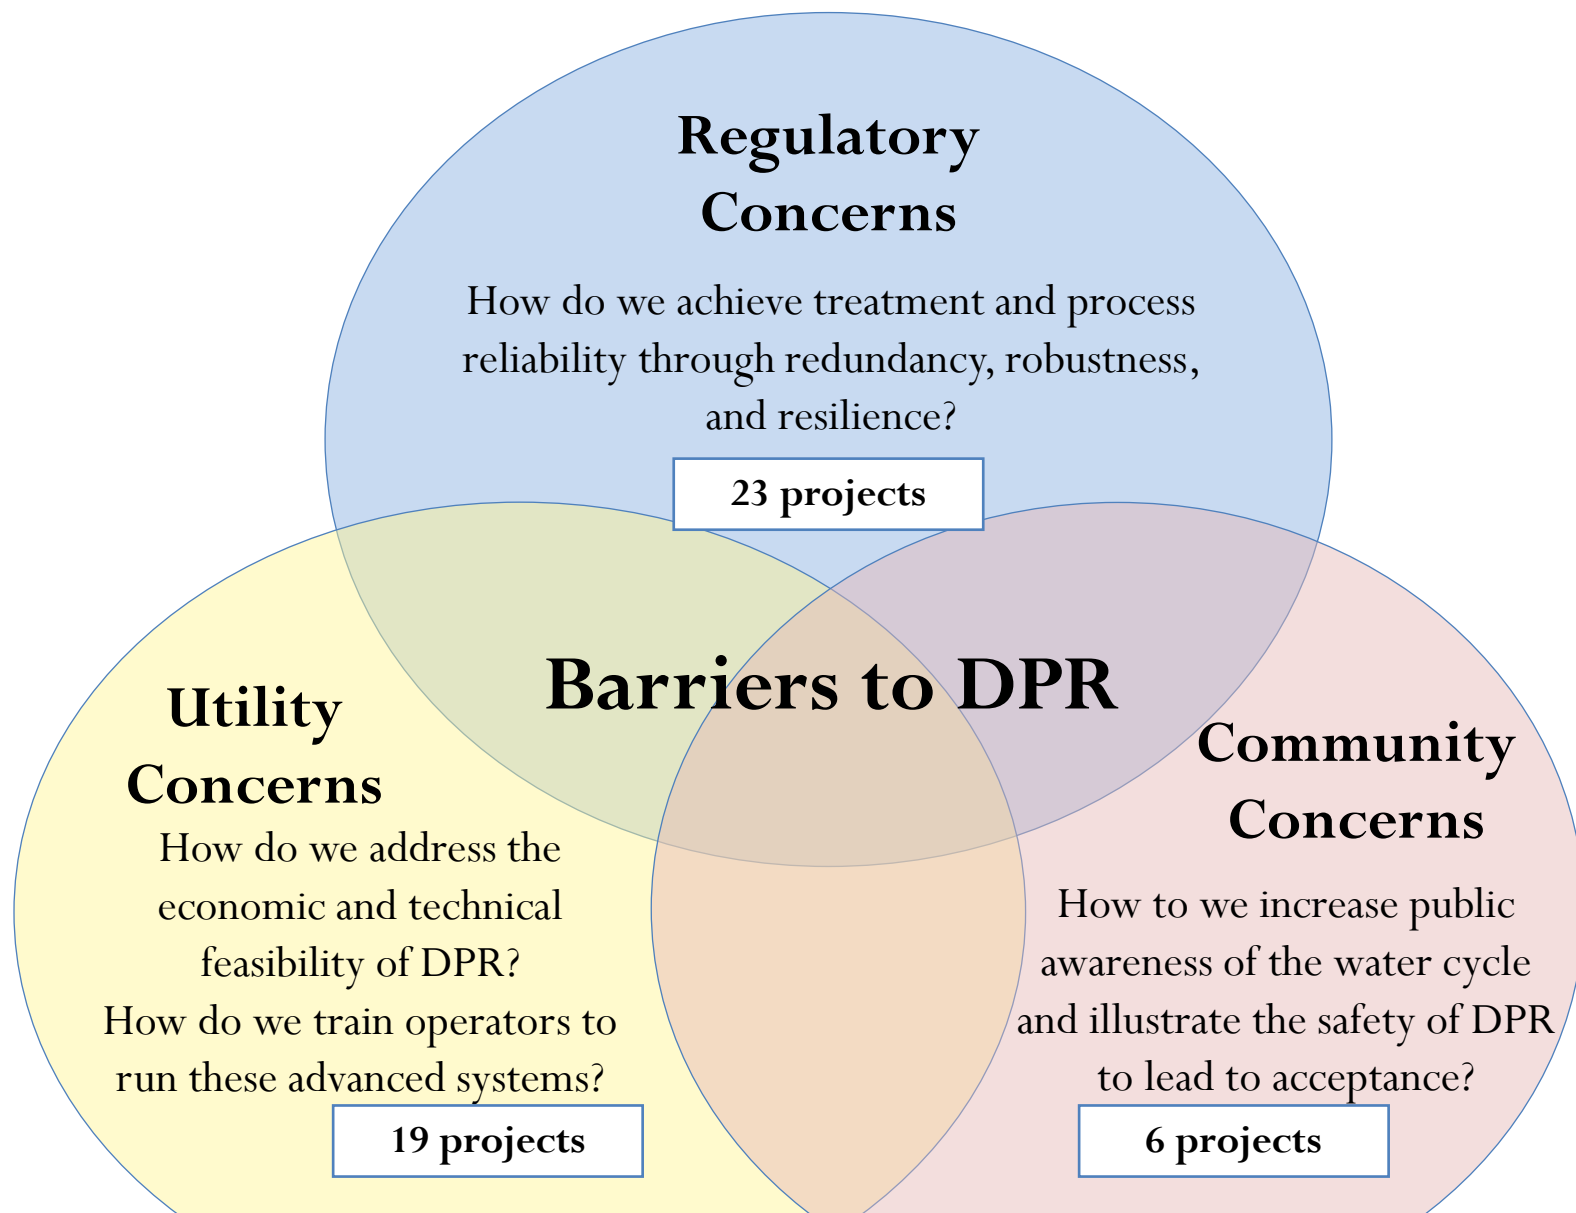 Regulatory
Concerns
How do we achieve treatment and process
reliability through redundancy, robustness,
and resilience?
23 projects
Barriers to DPR
Utility
Concerns
How do we address the
economic and technical
feasibility of DPR?
How do we train operators to
run these advanced systems?
19 projects
Community
Concerns
How to we increase public
awareness of the water cycle
and illustrate the safety of DPR
to lead to acceptance?
6 projects